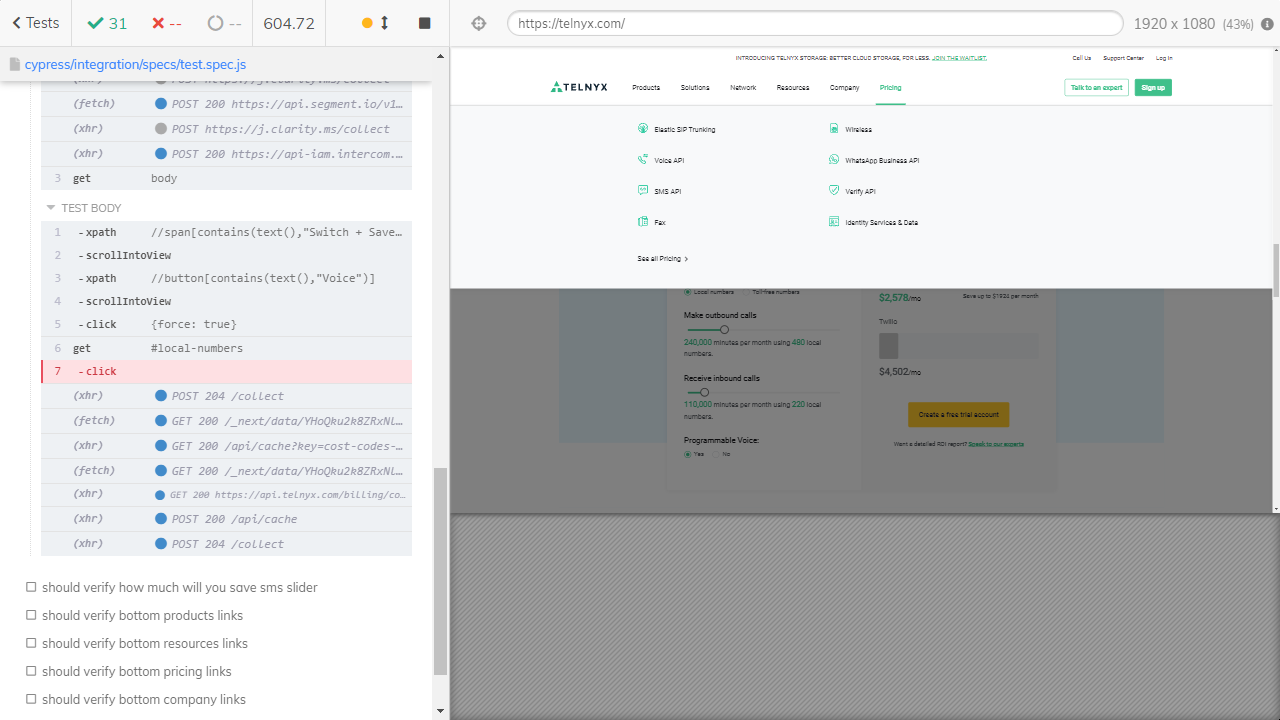 Tests
31
--
--
604.72
https://telnyx.com/
1920 x 1080 (43%)
cypress/integration/specs/test.spec.js
(xhr) POST https://j.clarity.ms/collect
(fetch) POST 200 https://api.segment.io/v1...
(xhr) POST https://j.clarity.ms/collect
(xhr) POST 200 https://api-iam.intercom....
3 get body
TEST BODY
1 -xpath //span[contains(text(),"Switch + Save...
2 -scrollIntoView
3 -xpath //button[contains(text(),"Voice")]
4 -scrollIntoView
5 -click {force: true}
6 get #local-numbers
7 -click
(xhr) POST 204 /collect
(fetch) GET 200 /_next/data/YHoQku2k8ZRxNl...
(xhr) GET 200 /api/cache?key=cost-codes-...
(fetch) GET 200 /_next/data/YHoQku2k8ZRxNl...
(xhr) GET 200 https://api.telnyx.com/billing/co...
(xhr) POST 200 /api/cache
(xhr) POST 204 /collect
should verify how much will you save sms slider
should verify bottom products links
should verify bottom resources links
should verify bottom pricing links
should verify bottom company links
INTRODUCING TELNYX STORAGE: BETTER CLOUD STORAGE, FOR LESS. JOIN THE WAITLIST.
Call Us Support Center Log In
TELNYX Products Solutions Network Resources Company Pricing Talk to an expert Sign up
Elastic SIP Trunking Wireless
Voice API WhatsApp Business API
SMS API Verify API
Fax Identity Services & Data
See all Pricing
Local numbers Toll-free numbers
$2,578/mo Save up to $1924 per month
Make outbound calls
Twilio
240,000 minutes per month using 480 local
numbers.
$4,502/mo
Receive inbound calls
110,000 minutes per month using 220 local
numbers.
Create a free trial account
Programmable Voice:
Want a detailed ROI report? Speak to our experts
Yes No